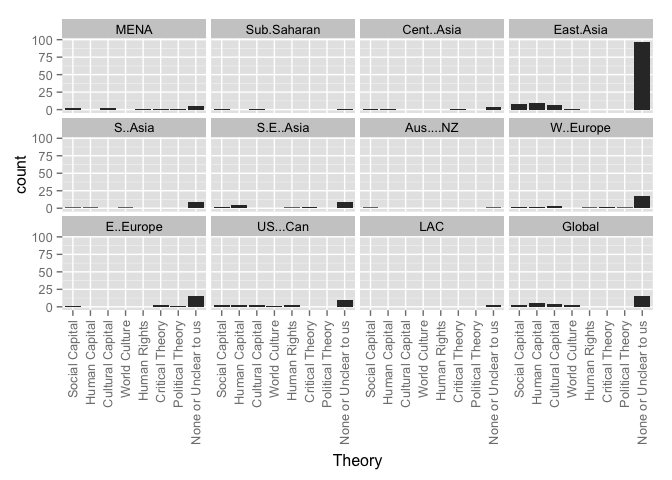 MENA Sub.Saharan Cent..Asia East.Asia
100
75
50
25
0
S..Asia S.E..Asia Aus....NZ W..Europe
100
75
50
25
0
count
E..Europe US...Can LAC Global
100
75
50
25
0
Social Capital Human Capital Cultural Capital World Culture Human Rights Critical Theory Political Theory None or Unclear to us
Social Capital Human Capital Cultural Capital World Culture Human Rights Critical Theory Political Theory None or Unclear to us
Social Capital Human Capital Cultural Capital World Culture Human Rights Critical Theory Political Theory None or Unclear to us
Social Capital Human Capital Cultural Capital World Culture Human Rights Critical Theory Political Theory None or Unclear to us
Theory